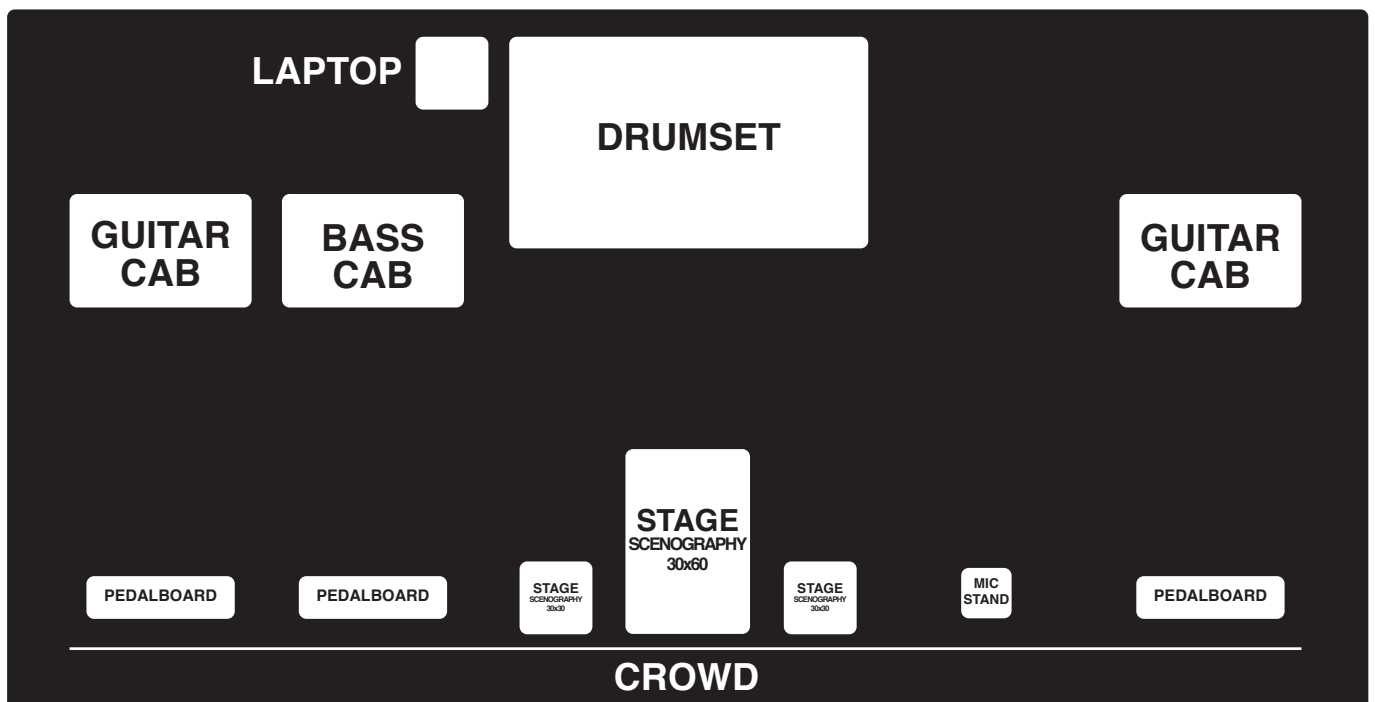 LAPTOP
DRUMSET
GUITAR
CAB
BASS
CAB
GUITAR
CAB
STAGE
SCENOGRAPHY
30x60
PEDALBOARD
PEDALBOARD
STAGE
SCENOGRAPHY
30x30
STAGE
SCENOGRAPHY
30x30
MIC
STAND
PEDALBOARD
CROWD